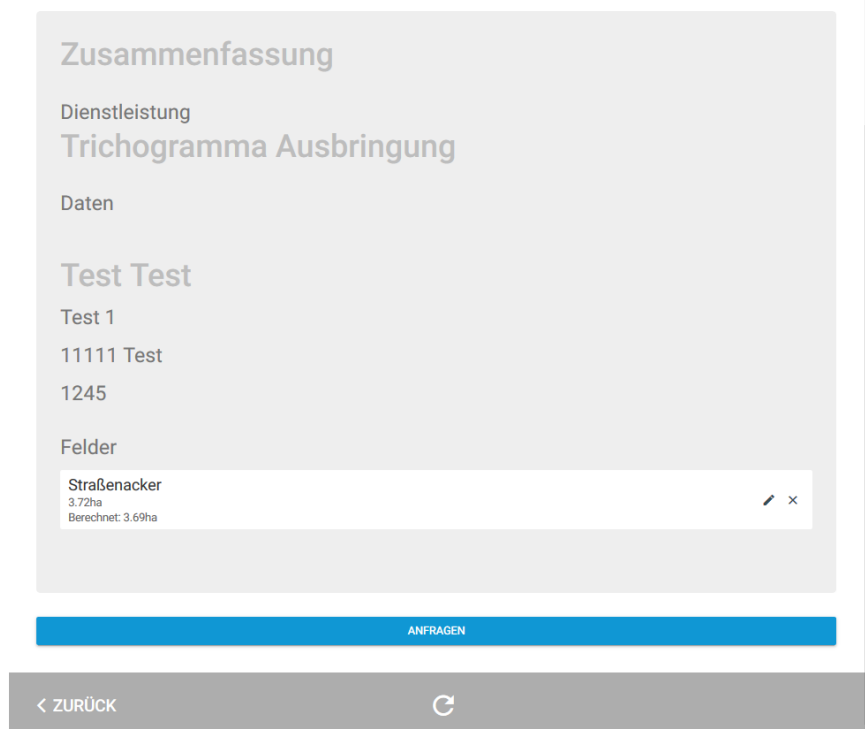 Zusammenfassung
Dienstleistung
Trichogramma Ausbringung
Daten
Test Test
Test 1
11111 Test
1245
Felder
Straßenacker
3.72ha
Berechnet: 3.69ha
ANFRAGEN
ZURÜCK